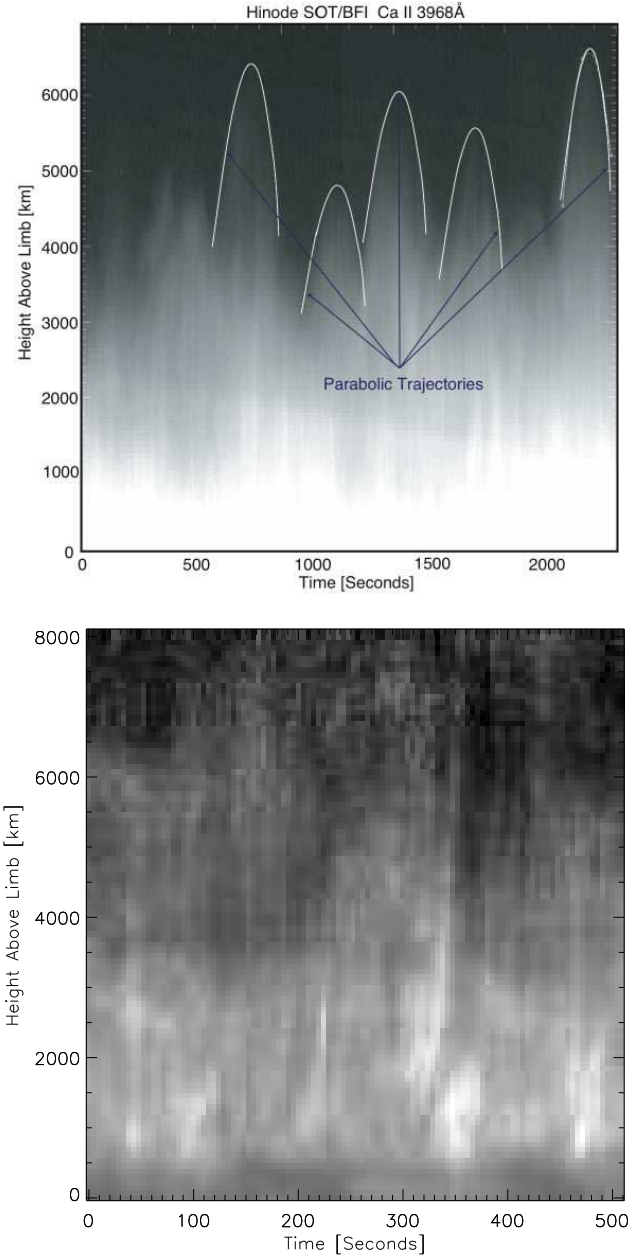 Hinode SOT/BFI Ca II 3968Å
6000
5000
4000
3000
2000
1000
0
Height Above Limb [km]
Parabolic Trajectories
0 500 1000 1500 2000
Time [Seconds]
8000
6000
4000
2000
0
Height Above Limb [km]
0 100 200 300 400 500
Time [Seconds]